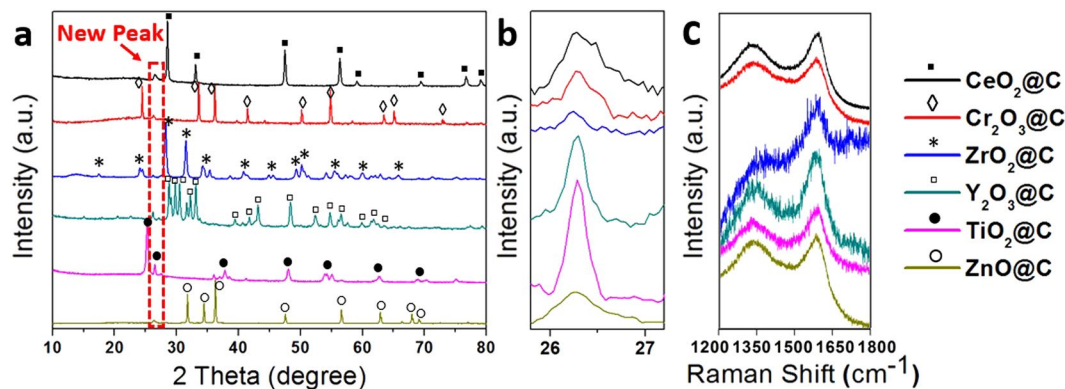 a
New Peak
Intensity (a.u.)
10 20 30 40 50 60 70 80
2 Theta (degree)
b
Intensity (a.u.)
26 27
c
Intensity (a.u.)
1200 1350 1500 1650 1800
Raman Shift (cm⁻¹)
CeO₂@C
Cr₂O₃@C
ZrO₂@C
Y₂O₃@C
TiO₂@C
ZnO@C